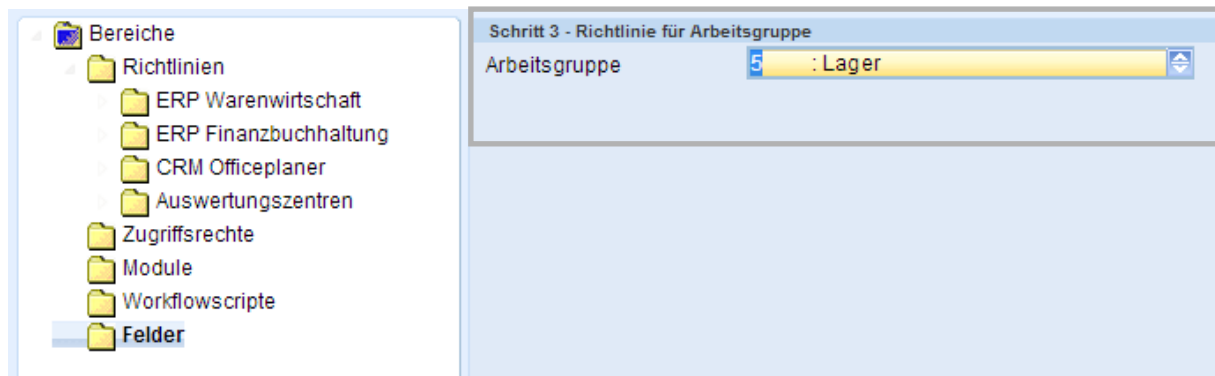 Bereiche
Richtlinien
ERP Warenwirtschaft
ERP Finanzbuchhaltung
CRM Officeplaner
Auswertungszentren
Zugriffsrechte
Module
Workflowscripte
Felder
Schritt 3 - Richtlinie für Arbeitsgruppe
Arbeitsgruppe 5 : Lager